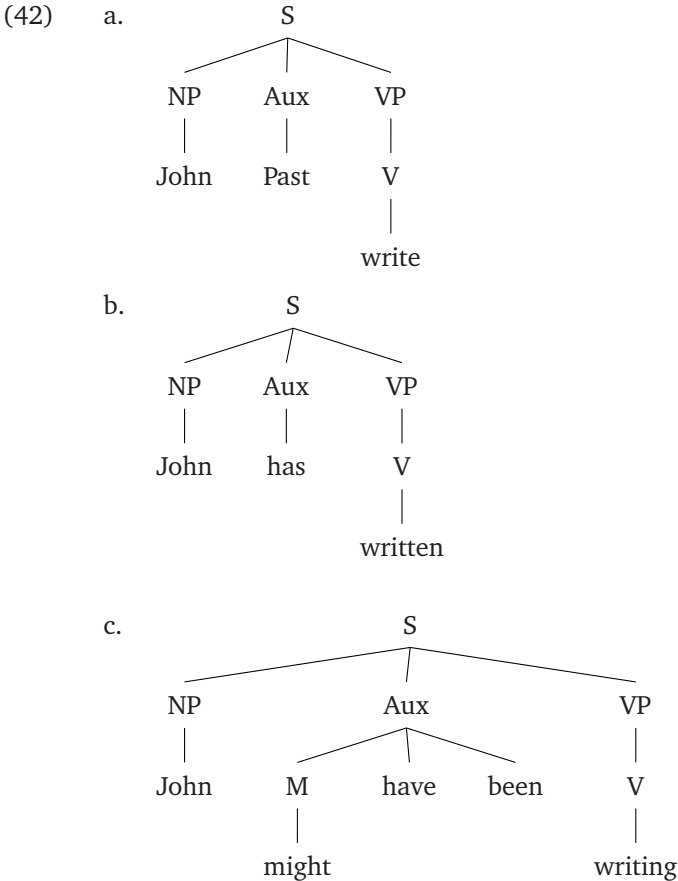 (42) a. S
NP Aux VP
John Past V
write
b. S
NP Aux VP
John has V
written
c. S
NP Aux VP
John M have been V
might writing